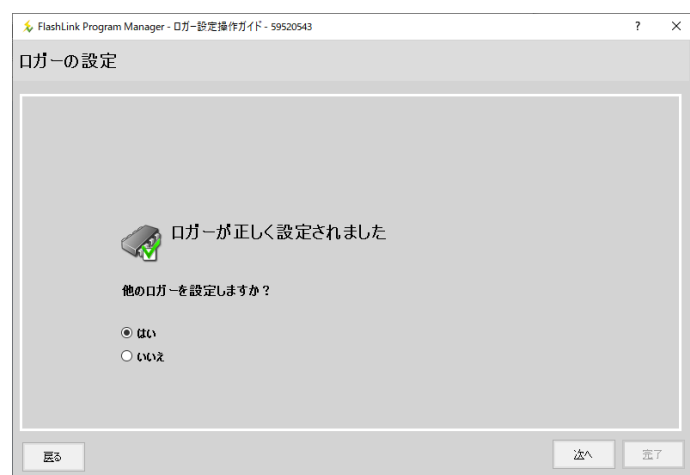 FlashLink Program Manager - ロガー設定操作ガイド - 59520543
ロガーの設定
ロガーが正しく設定されました
他のロガーを設定しますか？
はい
いいえ
戻る
次へ
完了